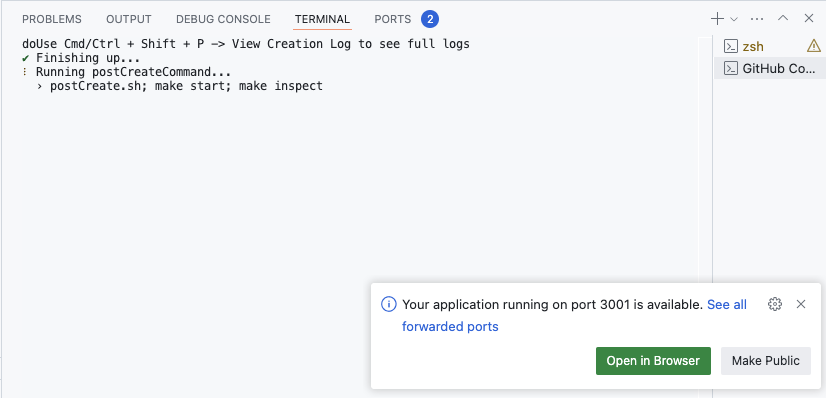 PROBLEMS OUTPUT DEBUG CONSOLE TERMINAL PORTS 2
doUse Cmd/Ctrl + Shift + P -> View Creation Log to see full logs
✔ Finishing up...
⠸ Running postCreateCommand...
› postCreate.sh; make start; make inspect
zsh
GitHub Co...
Your application running on port 3001 is available. See all
forwarded ports
Open in Browser Make Public